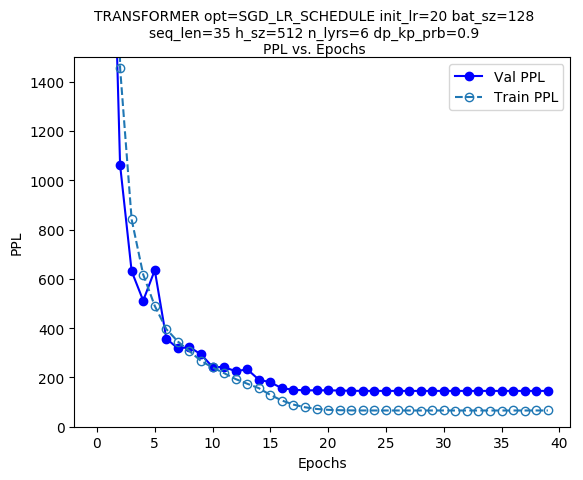 TRANSFORMER opt=SGD_LR_SCHEDULE init_lr=20 bat_sz=128
seq_len=35 h_sz=512 n_lyrs=6 dp_kp_prb=0.9
PPL vs. Epochs
Val PPL
Train PPL
PPL
1400
1200
1000
800
600
400
200
0
0 5 10 15 20 25 30 35 40
Epochs